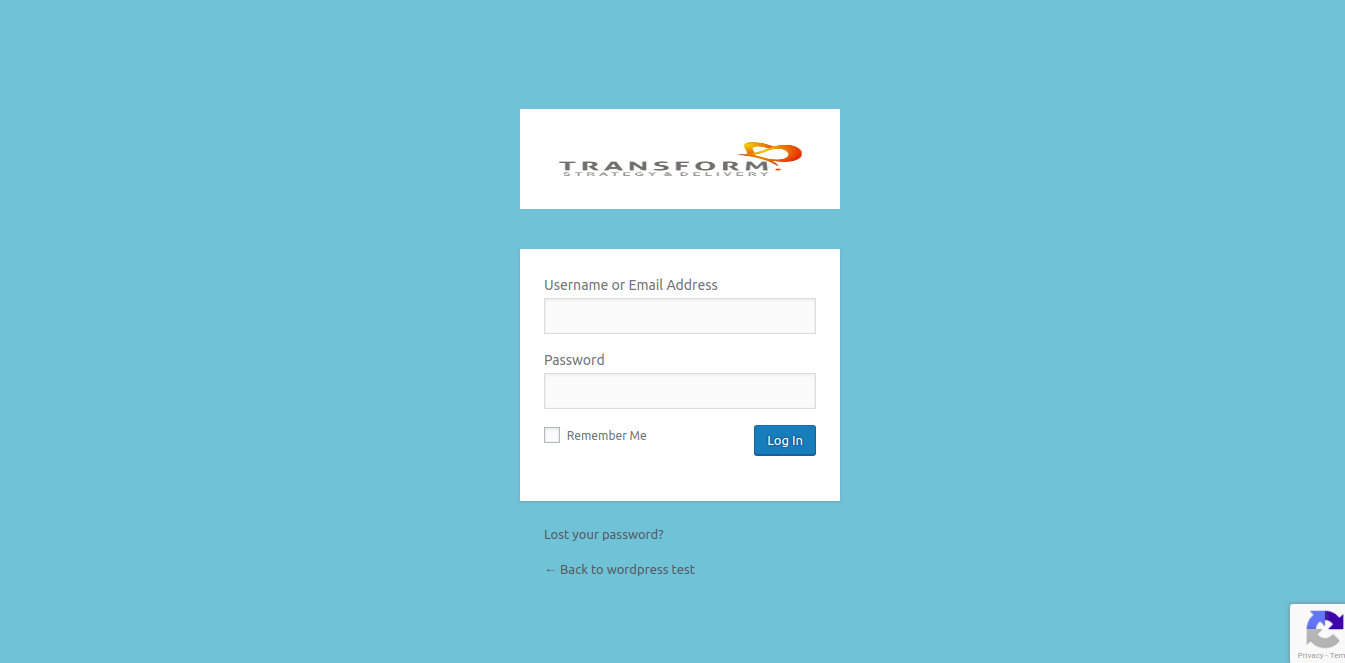 TRANSFORM
STRATEGY & DELIVERY
Username or Email Address
Password
Remember Me
Log In
Lost your password?
← Back to wordpress test
Privacy - Tem